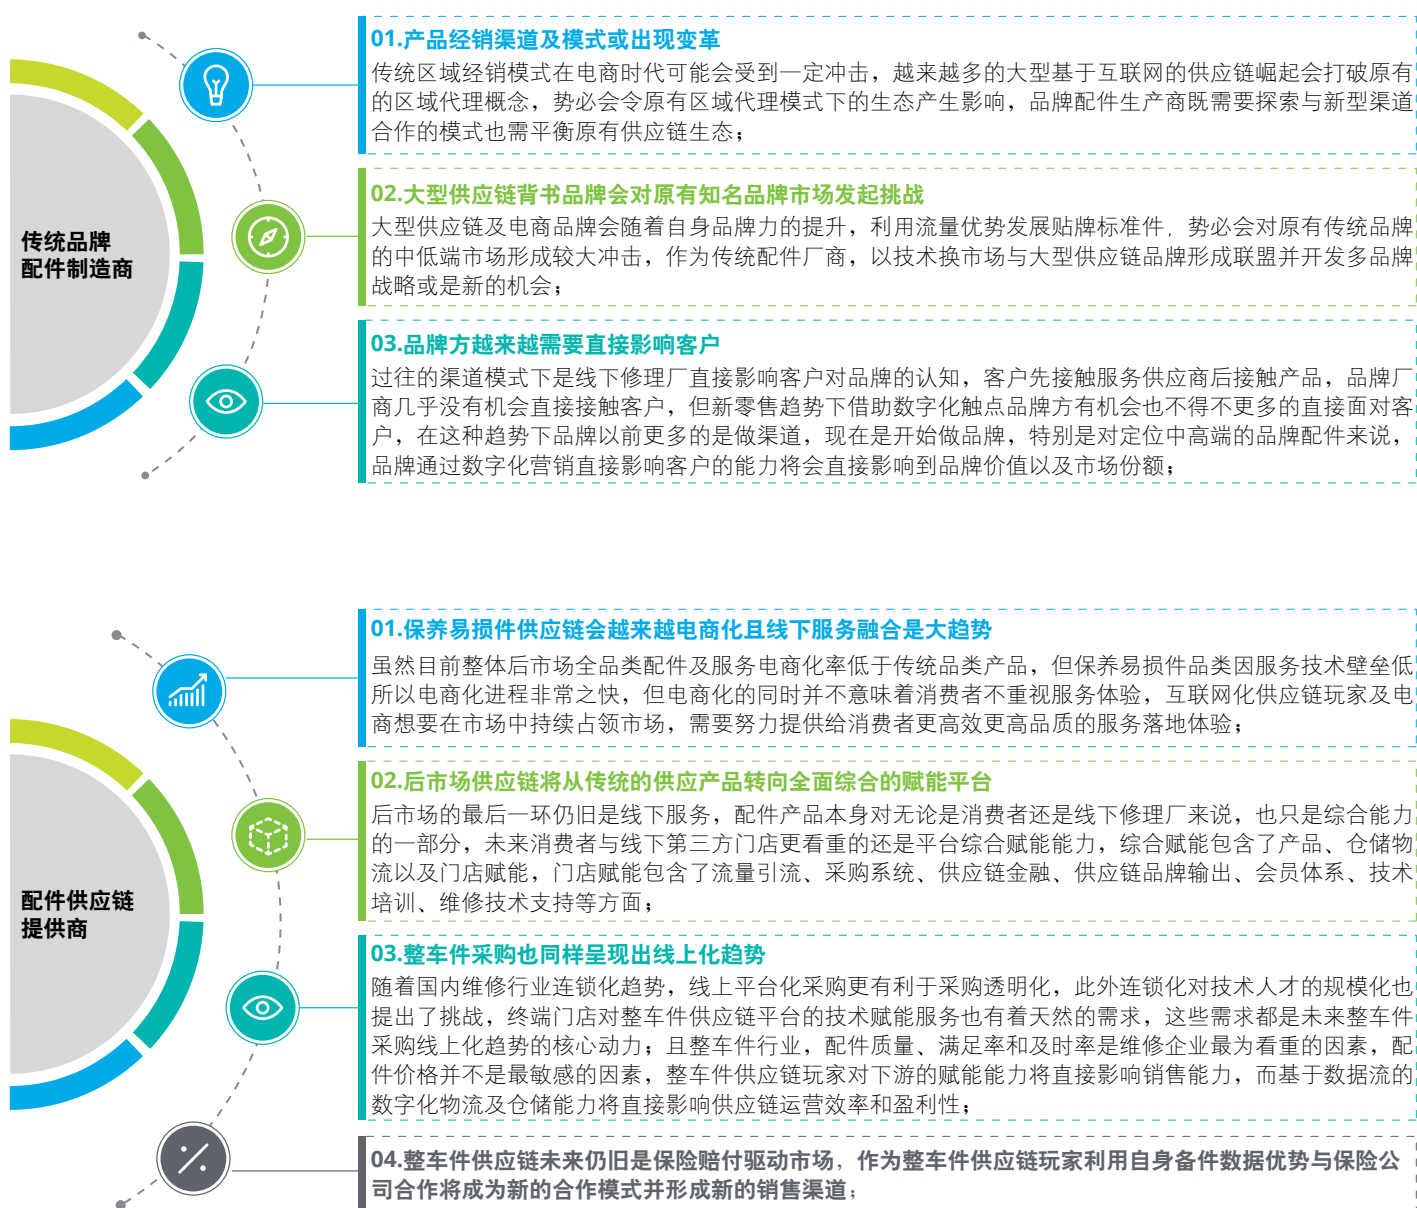 传统品牌
配件制造商
01.产品经销渠道及模式或出现变革
传统区域经销模式在电商时代可能会受到一定冲击，越来越多的大型基于互联网的供应链崛起会打破原有
的区域代理概念，势必会令原有区域代理模式下的生态产生影响，品牌配件生产商既需要探索与新型渠道
合作的模式也需平衡原有供应链生态；
02.大型供应链背书品牌会对原有知名品牌市场发起挑战
大型供应链及电商品牌会随着自身品牌力的提升，利用流量优势发展贴牌标准件，势必会对原有传统品牌
的中低端市场形成较大冲击，作为传统配件厂商，以技术换市场与大型供应链品牌形成联盟并开发多品牌
战略或是新的机会；
03.品牌方越来越需要直接影响客户
过往的渠道模式下是线下修理厂直接影响客户对品牌的认知，客户先接触服务供应商后接触产品，品牌厂
商几乎没有机会直接接触客户，但新零售趋势下借助数字化触点品牌方有机会也不得不更多的直接面对客
户，在这种趋势下品牌以前更多的是做渠道，现在是开始做品牌，特别是对定位中高端的品牌配件来说，
品牌通过数字化营销直接影响客户的能力将会直接影响到品牌价值以及市场份额；
配件供应链
提供商
01.保养易损件供应链会越来越电商化且线下服务融合是大趋势
虽然目前整体后市场全品类配件及服务电商化率低于传统品类产品，但保养易损件品类因服务技术壁垒低
所以电商化进程非常之快，但电商化的同时并不意味着消费者不重视服务体验，互联网化供应链玩家及电
商想要在市场中持续占领市场，需要努力提供给消费者更高效更高品质的服务落地体验；
02.后市场供应链将从传统的供应产品转向全面综合的赋能平台
后市场的最后一环仍旧是线下服务，配件产品本身对无论是消费者还是线下修理厂来说，也只是综合能力
的一部分，未来消费者与线下第三方门店更看重的还是平台综合赋能能力，综合赋能包含了产品、仓储物
流以及门店赋能，门店赋能包含了流量引流、采购系统、供应链金融、供应链品牌输出、会员体系、技术
培训、维修技术支持等方面；
03.整车件采购也同样呈现出线上化趋势
随着国内维修行业连锁化趋势，线上平台化采购更有利于采购透明化，此外连锁化对技术人才的规模化也
提出了挑战，终端门店对整车件供应链平台的技术赋能服务也有着天然的需求，这些需求都是未来整车件
采购线上化趋势的核心动力；且整车件行业，配件质量、满足率和及时率是维修企业最为看重的因素，配
件价格并不是最敏感的因素，整车件供应链玩家对下游的赋能能力将直接影响销售能力，而基于数据流的
数字化物流及仓储能力将直接影响供应链运营效率和盈利性；
04.整车件供应链未来仍旧是保险赔付驱动市场，作为整车件供应链玩家利用自身备件数据优势与保险公
司合作将成为新的合作模式并形成新的销售渠道；